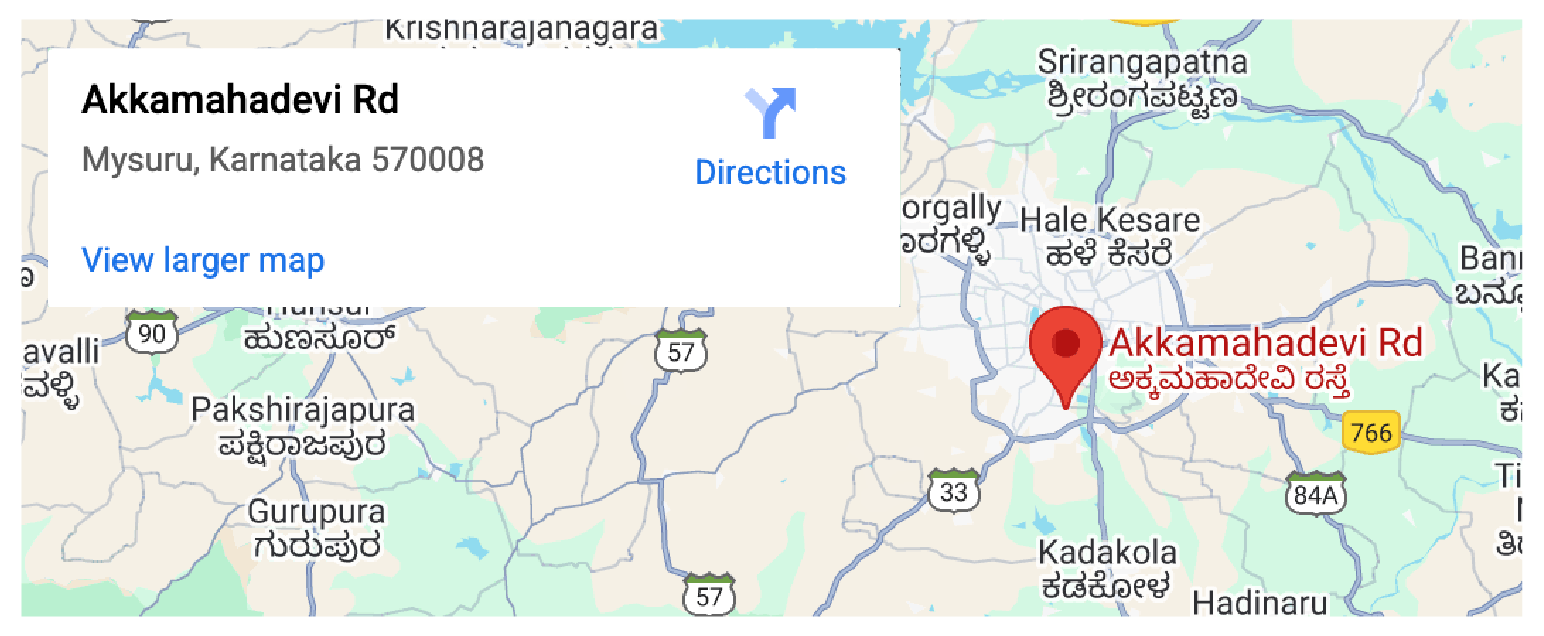 Krishnarajanagara
Akkamahadevi Rd
Mysuru, Karnataka 570008
Directions
View larger map
Srirangapatna
ಶ್ರೀರಂಗಪಟ್ಟಣ
orgally
ೂರಗಳ್ಳಿ
Hale Kesare
ಹಳೆ ಕೆಸರೆ
Bann
ಬನ್ನೂ
90
ಹುಣಸೂರ್
57
avalli
ವಳ್ಳಿ
Akkamahadevi Rd
ಅಕ್ಕಮಹಾದೇವಿ ರಸ್ತೆ
Ka
Pakshirajapura
ಪಕ್ಷಿರಾಜಪುರ
766
33
84A
Ti
Gurupura
ಗುರುಪುರ
Kadakola
ಕಡಕೋಳ
57
Hadinaru